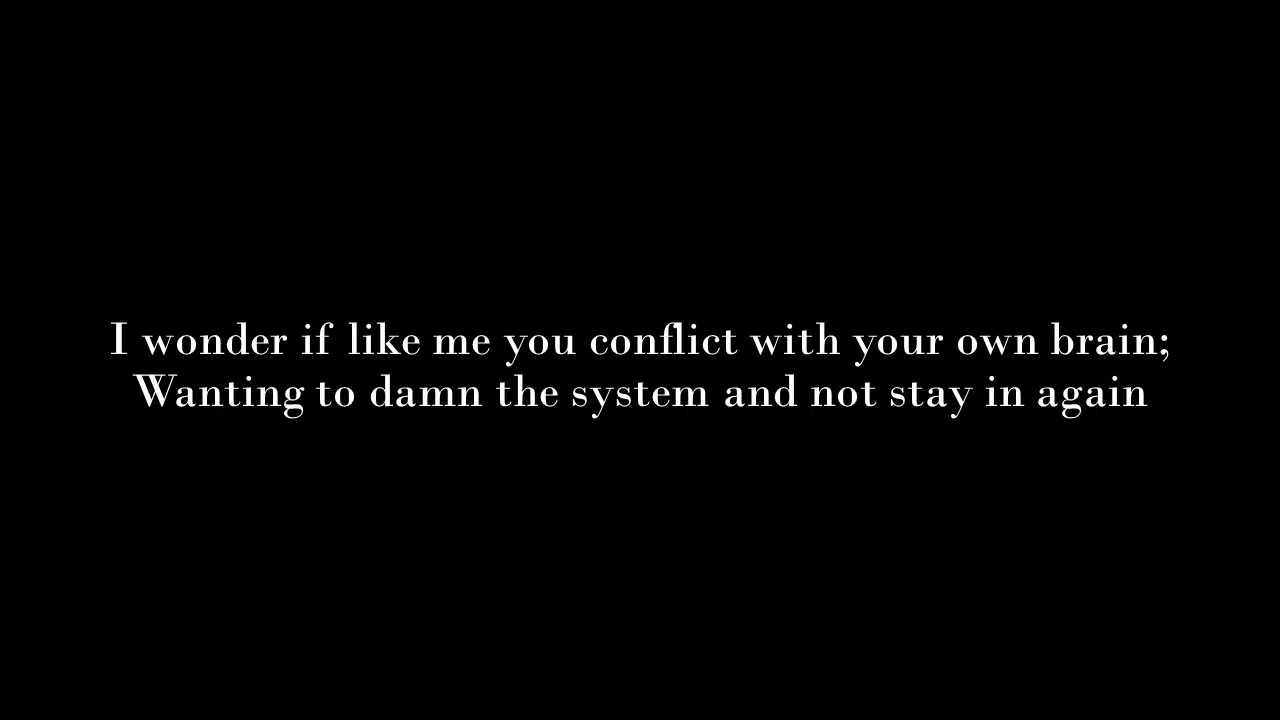 I wonder if like me you conflict with your own brain;
Wanting to damn the system and not stay in again